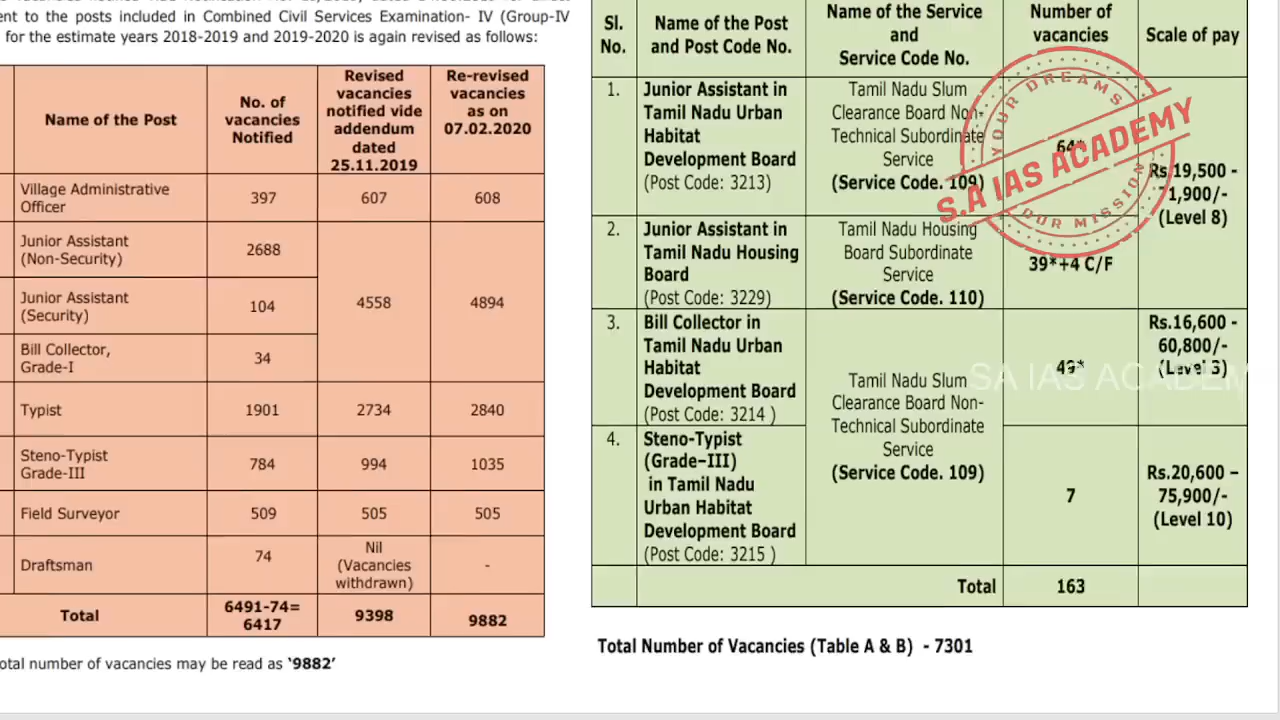 ent to the posts included in Combined Civil Services Examination- IV (Group-IV
for the estimate years 2018-2019 and 2019-2020 is again revised as follows:
Name of the Post
No. of
vacancies
Notified
Revised
vacancies
notified vide
addendum
dated
25.11.2019
Re-revised
vacancies
as on
07.02.2020
Village Administrative
Officer
397
607
608
Junior Assistant
(Non-Security)
2688
4558
4894
Junior Assistant
(Security)
104
Bill Collector,
Grade-I
34
Typist
1901
2734
2840
Steno-Typist
Grade-III
784
994
1035
Field Surveyor
509
505
505
Draftsman
74
Nil
(Vacancies
withdrawn)
-
Total
6491-74=
6417
9398
9882
otal number of vacancies may be read as ‘9882’
Sl.
No.
Name of the Post
and Post Code No.
Name of the Service
and
Service Code No.
Number of
vacancies
Scale of pay
1.
Junior Assistant in
Tamil Nadu Urban
Habitat
Development Board
(Post Code: 3213)
Tamil Nadu Slum
Clearance Board Non-
Technical Subordinate
Service
(Service Code. 109)
64*
Rs.19,500 -
71,900/-
(Level 8)
2.
Junior Assistant in
Tamil Nadu Housing
Board
(Post Code: 3229)
Tamil Nadu Housing
Board Subordinate
Service
(Service Code. 110)
39*+4 C/F
3.
Bill Collector in
Tamil Nadu Urban
Habitat
Development Board
(Post Code: 3214 )
Tamil Nadu Slum
Clearance Board Non-
Technical Subordinate
Service
(Service Code. 109)
49*
Rs.16,600 -
60,800/-
(Level 3)
4.
Steno-Typist
(Grade–III)
in Tamil Nadu
Urban Habitat
Development Board
(Post Code: 3215 )
7
Rs.20,600 –
75,900/-
(Level 10)
Total
163
Total Number of Vacancies (Table A & B) - 7301
YOUR DREAMS
S.A IAS ACADEMY
OUR MISSION
SA IAS ACADEM